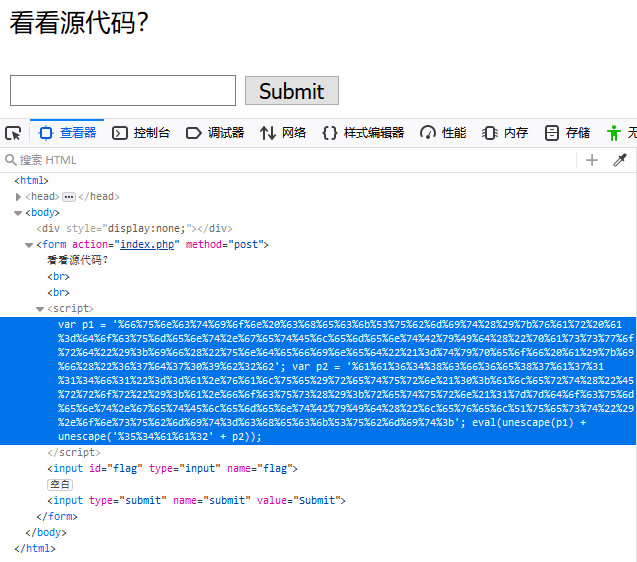 看看源代码?
Submit
查看器 控制台 调试器 网络 样式编辑器 性能 内存 存储
搜索 HTML
<html>
<head> ••• </head>
<body>
<div style="display:none;"></div>
<form action="index.php" method="post">
看看源代码?
<br>
<br>
<script>
var p1 = '%66%75%6e%63%74%69%6f%6e%20%63%68%65%63%6b%53%75%62%6d%69%74%28%29%7b%76%61%72%20%61
%3d%64%6f%63%75%6d%65%6e%74%2e%67%65%74%45%6c%65%6d%65%6e%74%42%79%49%64%28%22%70%61%73%73%77%6f%
72%64%22%29%3b%69%66%28%22%75%6e%64%65%66%69%6e%65%64%22%21%3d%74%79%70%65%6f%66%20%61%29%7b%69%
66%28%22%36%37%64%37%30%39%62%32%62'; var p2 = '%61%61%36%34%38%63%66%36%65%38%37%61%37%31
%31%34%66%31%22%3d%3d%61%2e%76%61%6c%75%65%29%72%65%74%75%72%6e%21%30%3b%61%6c%65%72%74%28%22%45%
72%72%6f%72%22%29%3b%61%2e%66%6f%63%75%73%28%29%3b%72%65%74%75%72%6e%21%31%7d%7d%64%6f%63%75%6d
%65%6e%74%2e%67%65%74%45%6c%65%6d%65%6e%74%42%79%49%64%28%22%6c%65%76%65%6c%51%75%65%73%74%22%29
%2e%6f%6e%73%75%62%6d%69%74%3d%63%68%65%63%6b%53%75%62%6d%69%74%3b'; eval(unescape(p1) +
unescape('%35%34%61%61%32' + p2));
</script>
<input id="flag" type="input" name="flag">
空白
<input type="submit" name="submit" value="Submit">
</form>
</body>
</html>